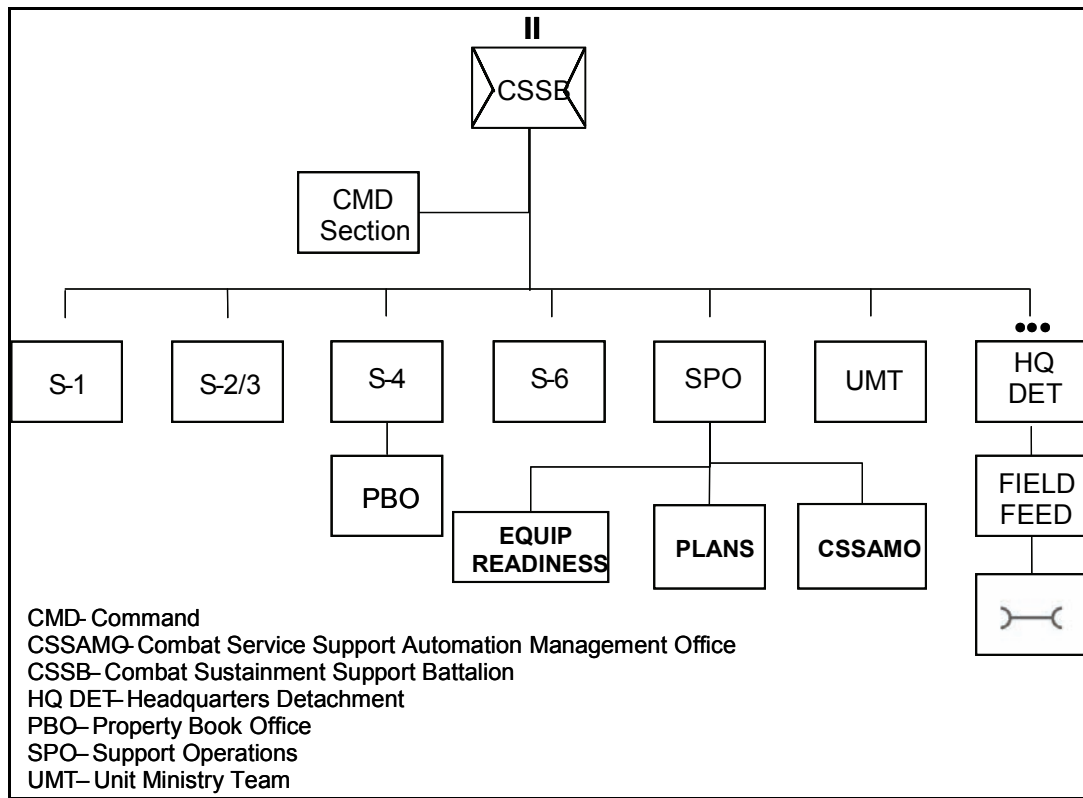 II
CSSB
CMD
Section
•••
S-1
S-2/3
S-4
S-6
SPO
UMT
HQ
DET
PBO
EQUIP
READINESS
PLANS
CSSAMO
FIELD
FEED
CMD– Command
CSSAMO–Combat Service Support Automation Management Office
CSSB–Combat Sustainment Support Battalion
HQ DET–Headquarters Detachment
PBO–Property Book Office
SPO–Support Operations
UMT–Unit Ministry Team